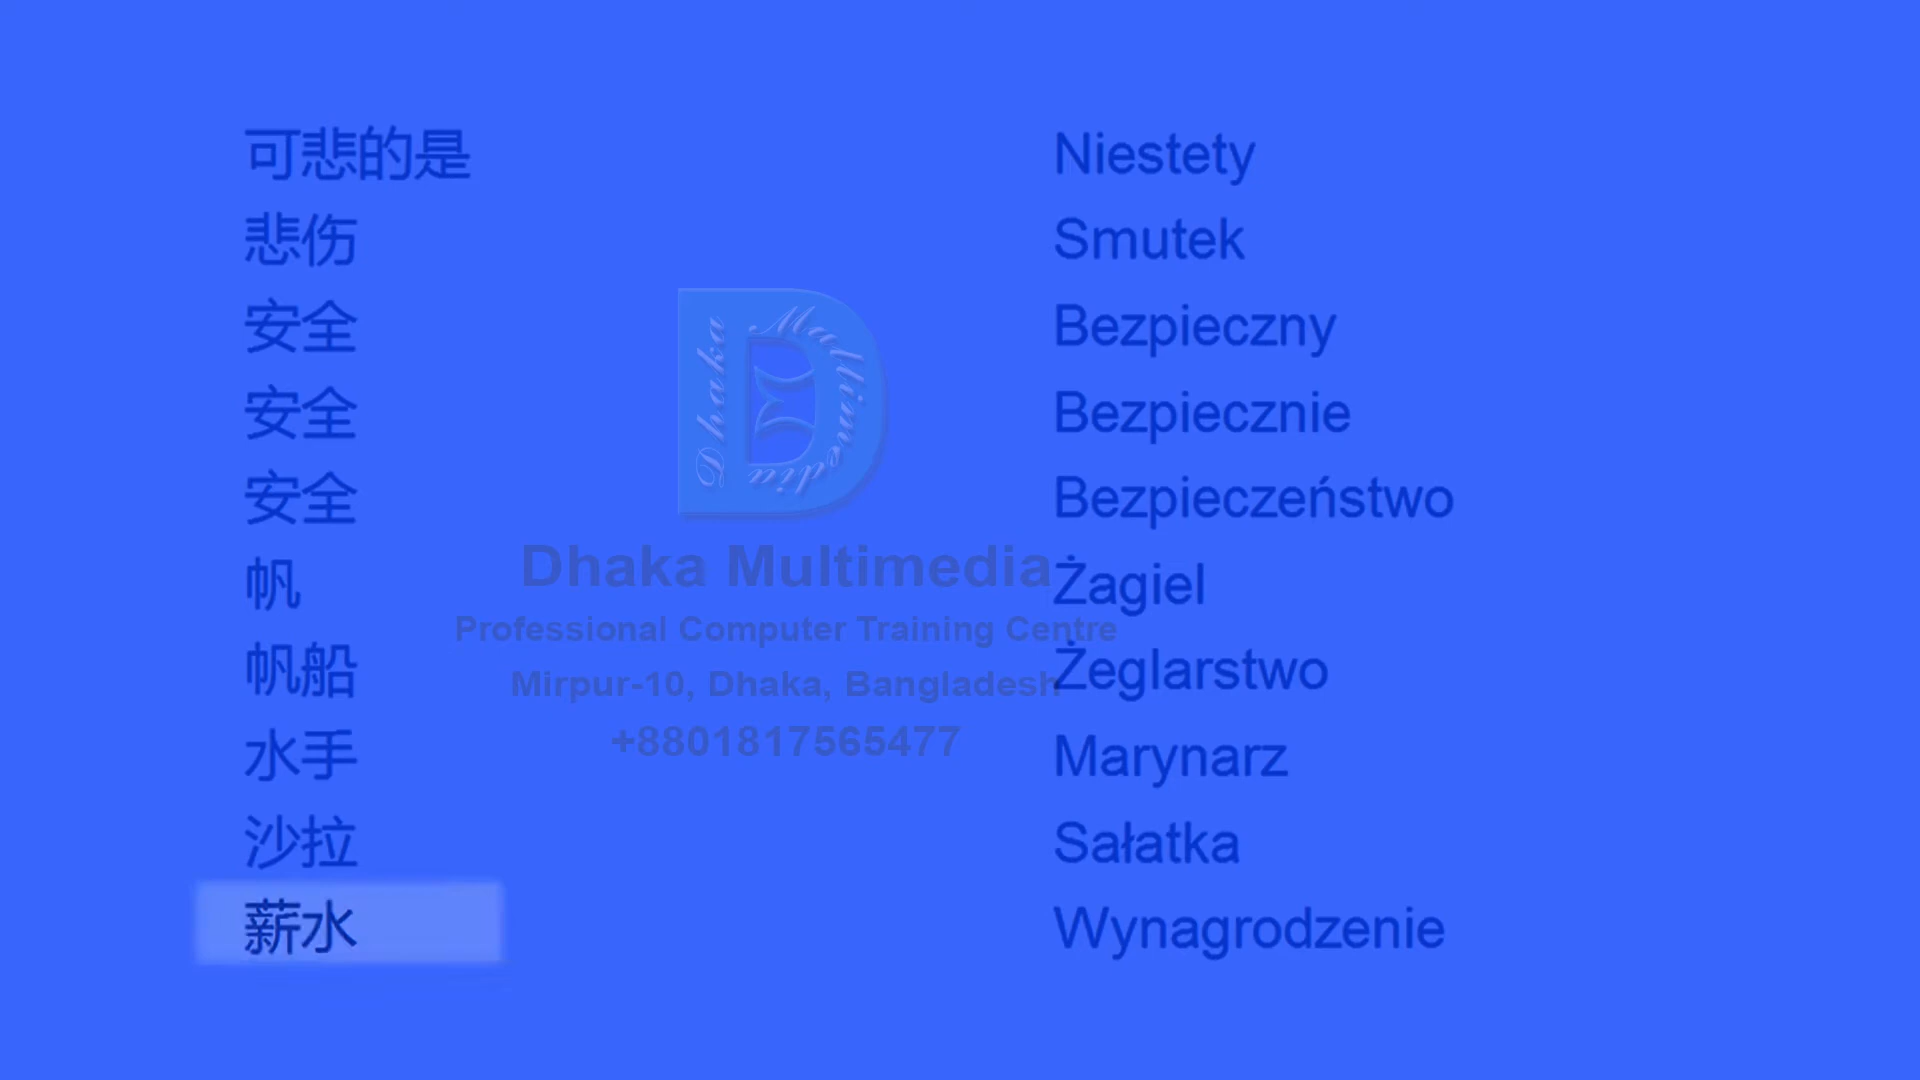 可悲的是 Niestety
悲伤 Smutek
安全 Bezpieczny
安全 Bezpiecznie
安全 Bezpieczeństwo
帆 Żagiel
帆船 Żeglarstwo
水手 Marynarz
沙拉 Sałatka
薪水 Wynagrodzenie
Dhaka Multimedia
Dhaka Multimedia
Professional Computer Training Centre
Mirpur-10, Dhaka, Bangladesh
+8801817565477